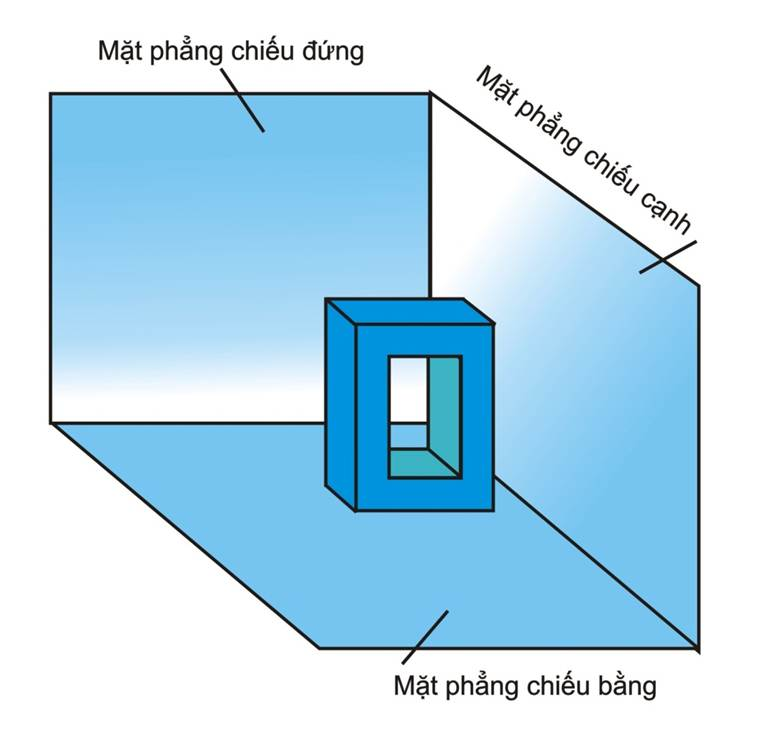 Mặt phẳng chiếu đứng
Mặt phẳng chiếu cạnh
Mặt phẳng chiếu bằng